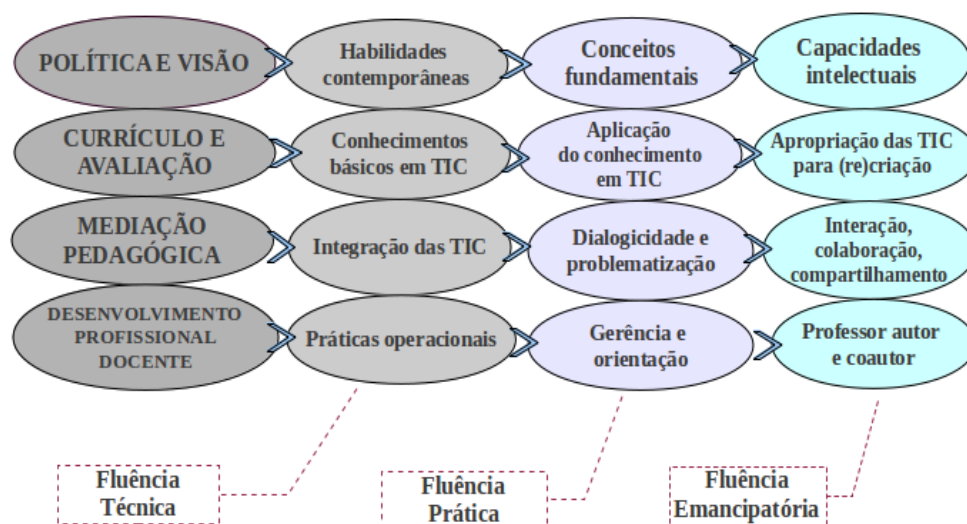 POLÍTICA E VISÃO
Habilidades
contemporâneas
Conceitos
fundamentais
Capacidades
intelectuais
CURRÍCULO E
AVALIAÇÃO
Conhecimentos
básicos em TIC
Aplicação
do conhecimento
em TIC
Apropriação das TIC
para (re)criação
MEDIAÇÃO
PEDAGÓGICA
Integração das TIC
Dialogicidade e
problematização
Interação,
colaboração,
compartilhamento
DESENVOLVIMENTO
PROFISSIONAL
DOCENTE
Práticas operacionais
Gerência e
orientação
Professor autor
e coautor
Fluência
Técnica
Fluência
Prática
Fluência
Emancipatória